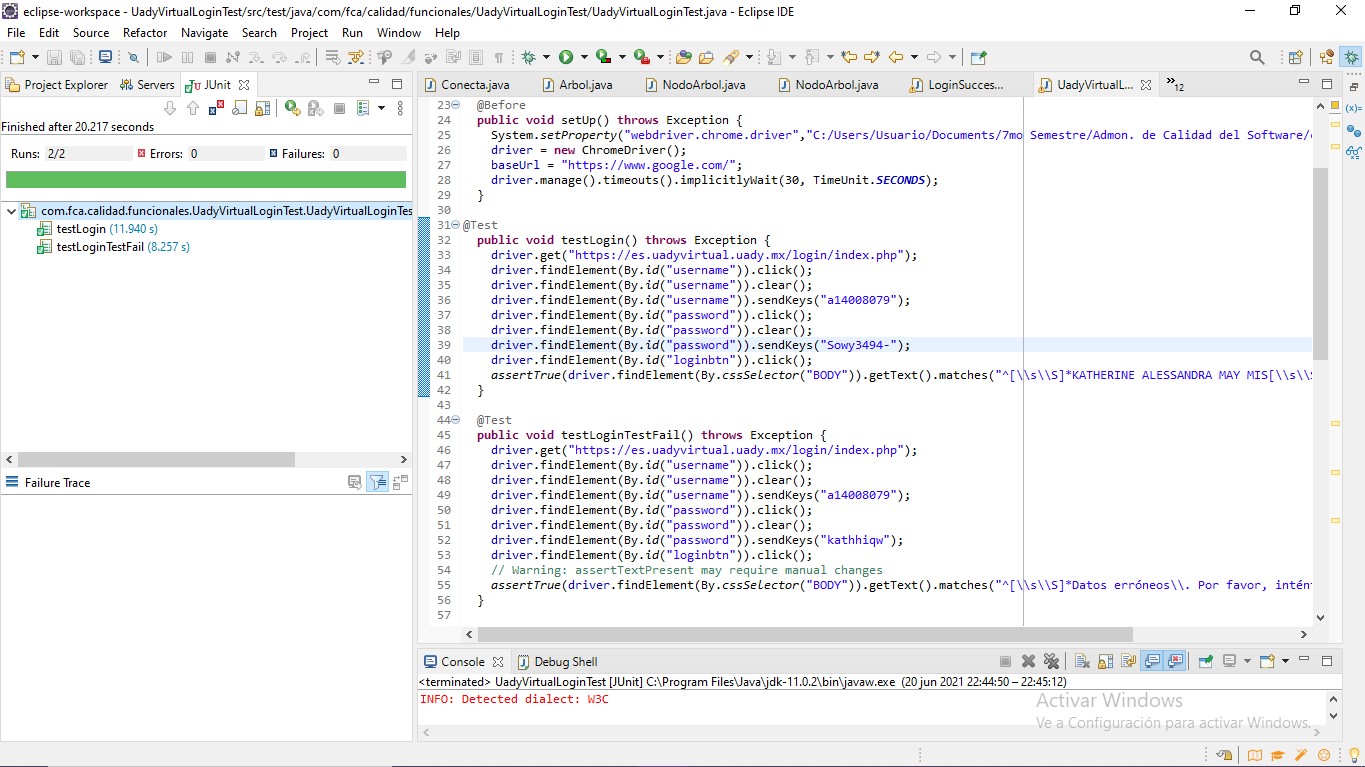 eclipse-workspace - UadyVirtualLoginTest/src/test/java/com/fca/calidad/funcionales/UadyVirtualLoginTest/UadyVirtualLoginTest.java - Eclipse IDE
File Edit Source Refactor Navigate Search Project Run Window Help
Project Explorer Servers JUnit
Finished after 20.217 seconds
Runs: 2/2 Errors: 0 Failures: 0
com.fca.calidad.funcionales.UadyVirtualLoginTest.UadyVirtualLoginTes
testLogin (11.940 s)
testLoginTestFail (8.257 s)
Failure Trace
Conecta.java Arbol.java NodoArbol.java NodoArbol.java LoginSucces... UadyVirtualL... »12
23 @Before
24 public void setUp() throws Exception {
25 System.setProperty("webdriver.chrome.driver","C:/Users/Usuario/Documents/7mo Semestre/Admon. de Calidad del Software/
26 driver = new ChromeDriver();
27 baseUrl = "https://www.google.com/";
28 driver.manage().timeouts().implicitlyWait(30, TimeUnit.SECONDS);
29 }
30
31 @Test
32 public void testLogin() throws Exception {
33 driver.get("https://es.uadyvirtual.uady.mx/login/index.php");
34 driver.findElement(By.id("username")).click();
35 driver.findElement(By.id("username")).clear();
36 driver.findElement(By.id("username")).sendKeys("a14008079");
37 driver.findElement(By.id("password")).click();
38 driver.findElement(By.id("password")).clear();
39 driver.findElement(By.id("password")).sendKeys("Sowy3494-");
40 driver.findElement(By.id("loginbtn")).click();
41 assertTrue(driver.findElement(By.cssSelector("BODY")).getText().matches("^[\\s\\S]*KATHERINE ALESSANDRA MAY MIS[\\s\\
42 }
43
44 @Test
45 public void testLoginTestFail() throws Exception {
46 driver.get("https://es.uadyvirtual.uady.mx/login/index.php");
47 driver.findElement(By.id("username")).click();
48 driver.findElement(By.id("username")).clear();
49 driver.findElement(By.id("username")).sendKeys("a14008079");
50 driver.findElement(By.id("password")).click();
51 driver.findElement(By.id("password")).clear();
52 driver.findElement(By.id("password")).sendKeys("kathhiqw");
53 driver.findElement(By.id("loginbtn")).click();
54 // Warning: assertTextPresent may require manual changes
55 assertTrue(driver.findElement(By.cssSelector("BODY")).getText().matches("^[\\s\\S]*Datos erróneos\\. Por favor, intén
56 }
57
Console Debug Shell
<terminated> UadyVirtualLoginTest [JUnit] C:\Program Files\Java\jdk-11.0.2\bin\javaw.exe (20 jun 2021 22:44:50 – 22:45:12)
INFO: Detected dialect: W3C
Activar Windows
Ve a Configuración para activar Windows.